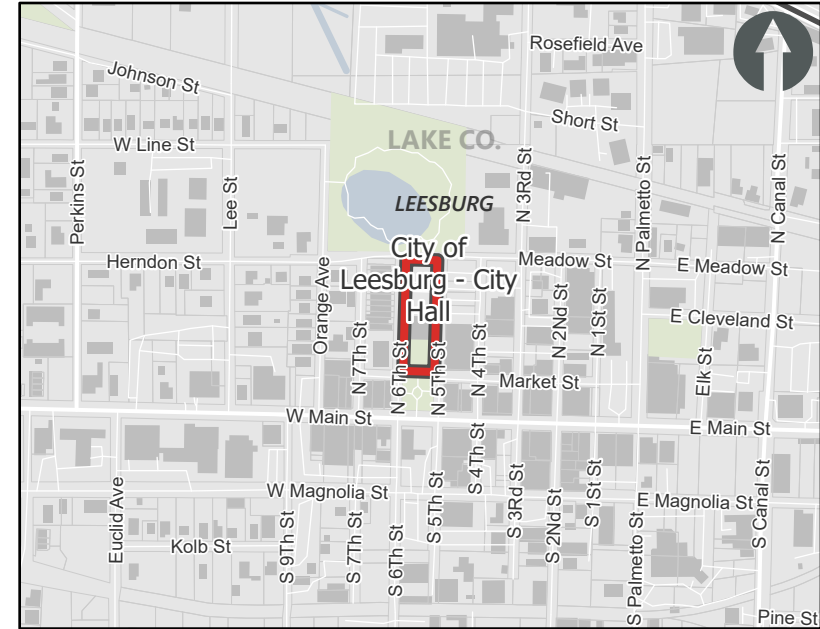 Rosefield Ave
Johnson St
Short St
LAKE CO.
W Line St
Perkins St
Lee St
N 3Rd St
N Palmetto St
N Canal St
LEESBURG
City of
Leesburg - City
Hall
Herndon St
Meadow St
E Meadow St
Orange Ave
N 7Th St
N 6Th St
N 5Th St
N 4Th St
N 2Nd St
N 1St St
E Cleveland St
Elk St
Market St
W Main St
E Main St
S 4Th St
W Magnolia St
E Magnolia St
Euclid Ave
Kolb St
S 9Th St
S 7Th St
S 6Th St
S 5Th St
S 3Rd St
S 2Nd St
S 1St St
S Palmetto St
S Canal St
Pine St